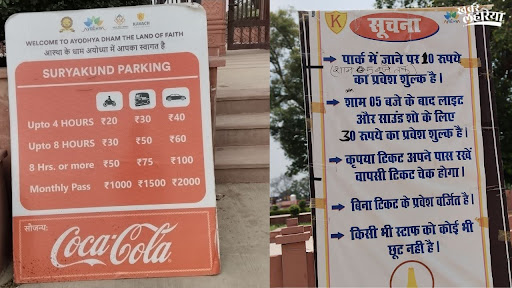 WELCOME TO AYODHYA DHAM THE LAND OF FAITH
आस्था के धाम अयोध्या में आपका स्वागत है
SURYAKUND PARKING
Upto 4 HOURS ₹20 ₹30 ₹40
Upto 8 HOURS ₹30 ₹50 ₹60
8 Hrs. or more ₹50 ₹75 ₹100
Monthly Pass ₹1000 ₹1500 ₹2000
सौजन्य:
Coca-Cola
K
सूचना
खबर लहरिया
पार्क में जाने पर 10 रूपये
का प्रवेश शुल्क है।
शाम 05 बजे के बाद लाइट
और साउंड शो के लिए
30 रूपये का प्रवेश शुल्क है।
कृपया टिकट अपने पास रखें
वापसी टिकट चेक होगा।
बिना टिकट के प्रवेश वर्जित है।
किसी भी स्टाफ को कोई भी
छूट नही है।